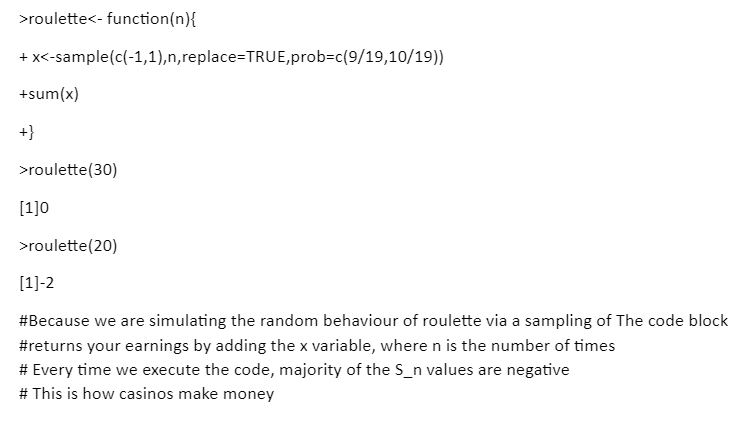 >roulette<- function(n){
+ x<-sample(c(-1,1),n,replace=TRUE,prob=c(9/19,10/19))
+sum(x)
+}
>roulette(30)
[1]0
>roulette(20)
[1]-2
#Because we are simulating the random behaviour of roulette via a sampling of The code block
#returns your earnings by adding the x variable, where n is the number of times
# Every time we execute the code, majority of the S_n values are negative
# This is how casinos make money